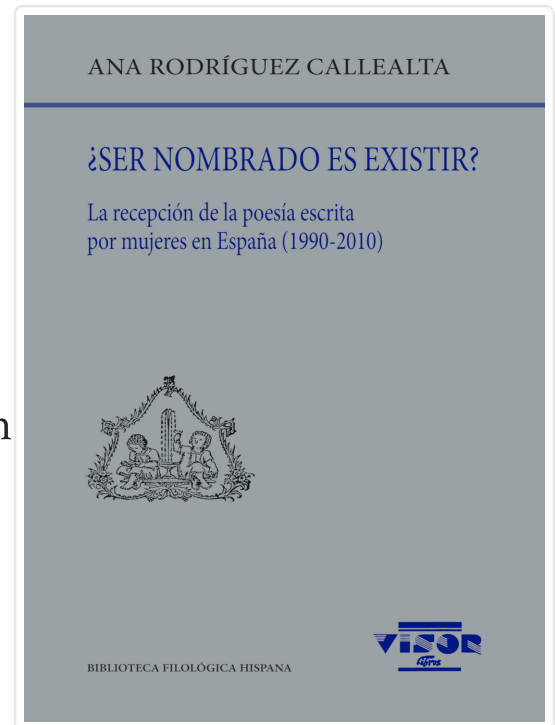 ANA RODRÍGUEZ CALLEALTA
¿SER NOMBRADO ES EXISTIR?
La recepción de la poesía escrita
por mujeres en España (1990-2010)
n
VISOR
libros
BIBLIOTECA FILOLÓGICA HISPANA